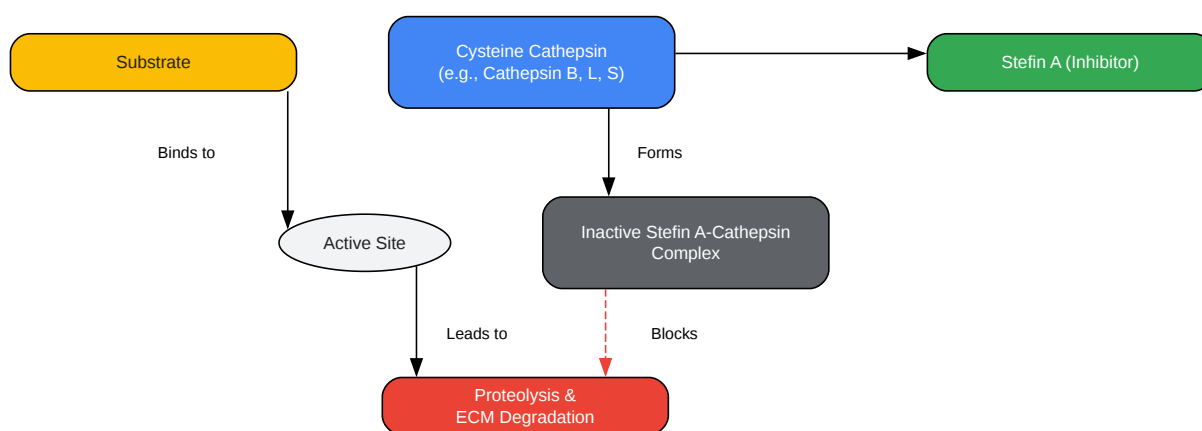 Substrate
Cysteine Cathepsin
(e.g., Cathepsin B, L, S)
Stefin A (Inhibitor)
Binds to
Forms
Active Site
Inactive Stefin A-Cathepsin
Complex
Leads to
Blocks
Proteolysis &
ECM Degradation